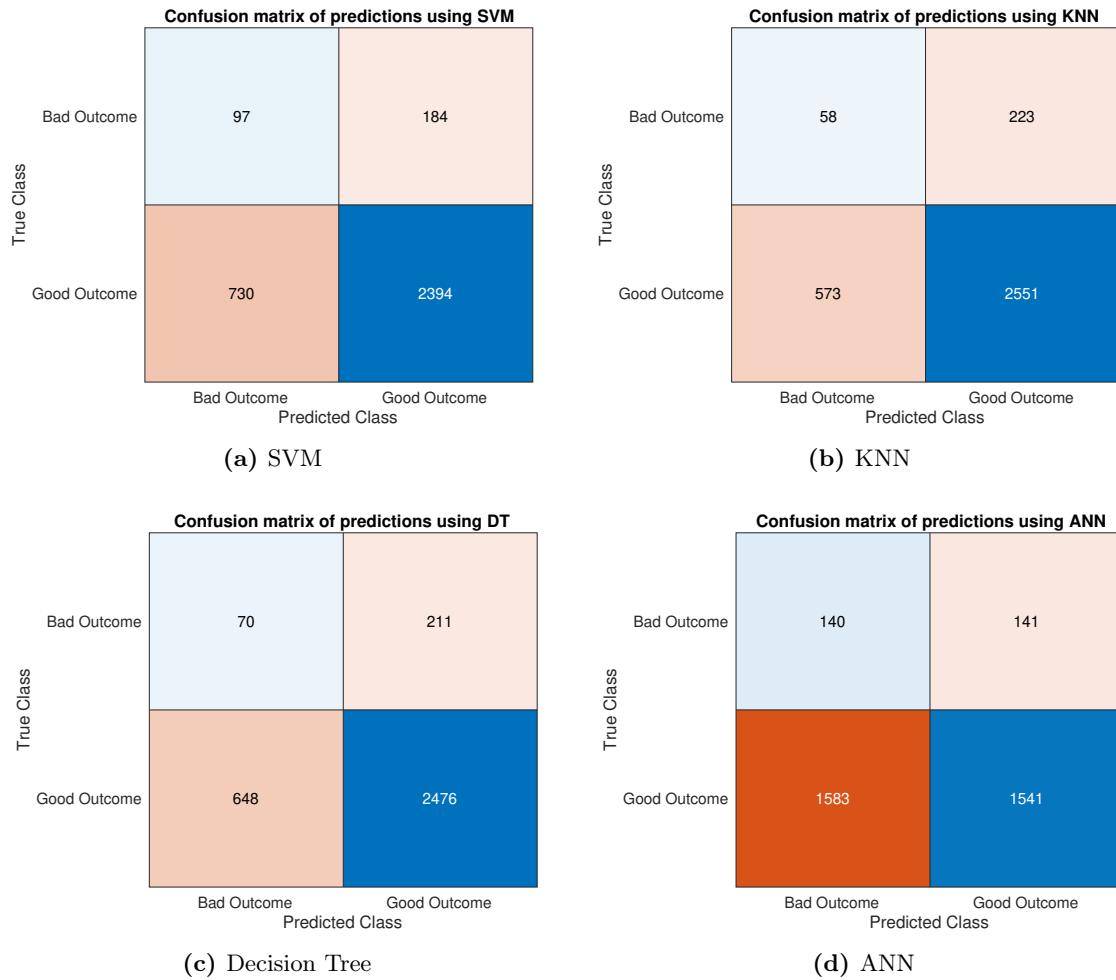 Confusion matrix of predictions using SVM
Bad Outcome
97
184
True Class
Good Outcome
730
2394
Bad Outcome
Good Outcome
Predicted Class
(a) SVM
Confusion matrix of predictions using KNN
Bad Outcome
58
223
True Class
Good Outcome
573
2551
Bad Outcome
Good Outcome
Predicted Class
(b) KNN
Confusion matrix of predictions using DT
Bad Outcome
70
211
True Class
Good Outcome
648
2476
Bad Outcome
Good Outcome
Predicted Class
(c) Decision Tree
Confusion matrix of predictions using ANN
Bad Outcome
140
141
True Class
Good Outcome
1583
1541
Bad Outcome
Good Outcome
Predicted Class
(d) ANN